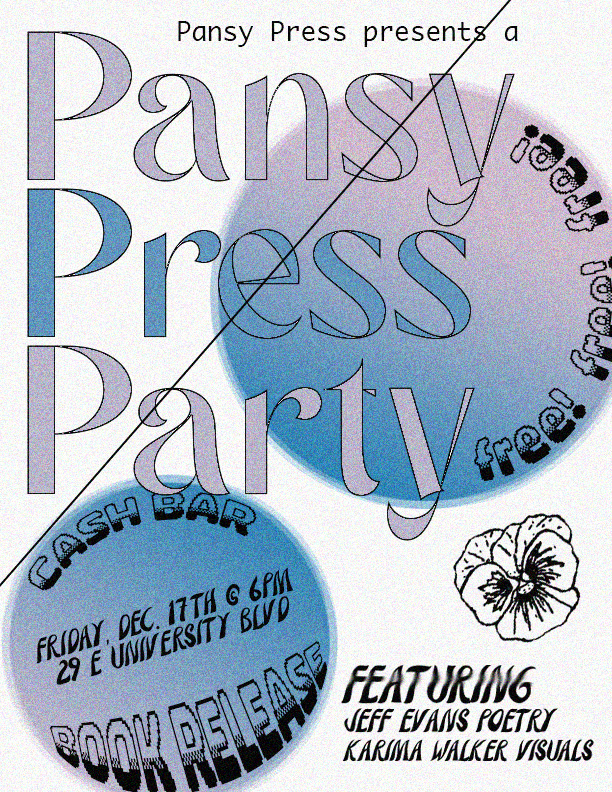 Pansy Press presents a
Pansy
Press
Party
free!
free!
free!
CASH BAR
FRIDAY, DEC. 17TH @ 6PM
29 E UNIVERSITY BLVD
BOOK RELEASE
FEATURING
JEFF EVANS POETRY
KARIMA WALKER VISUALS